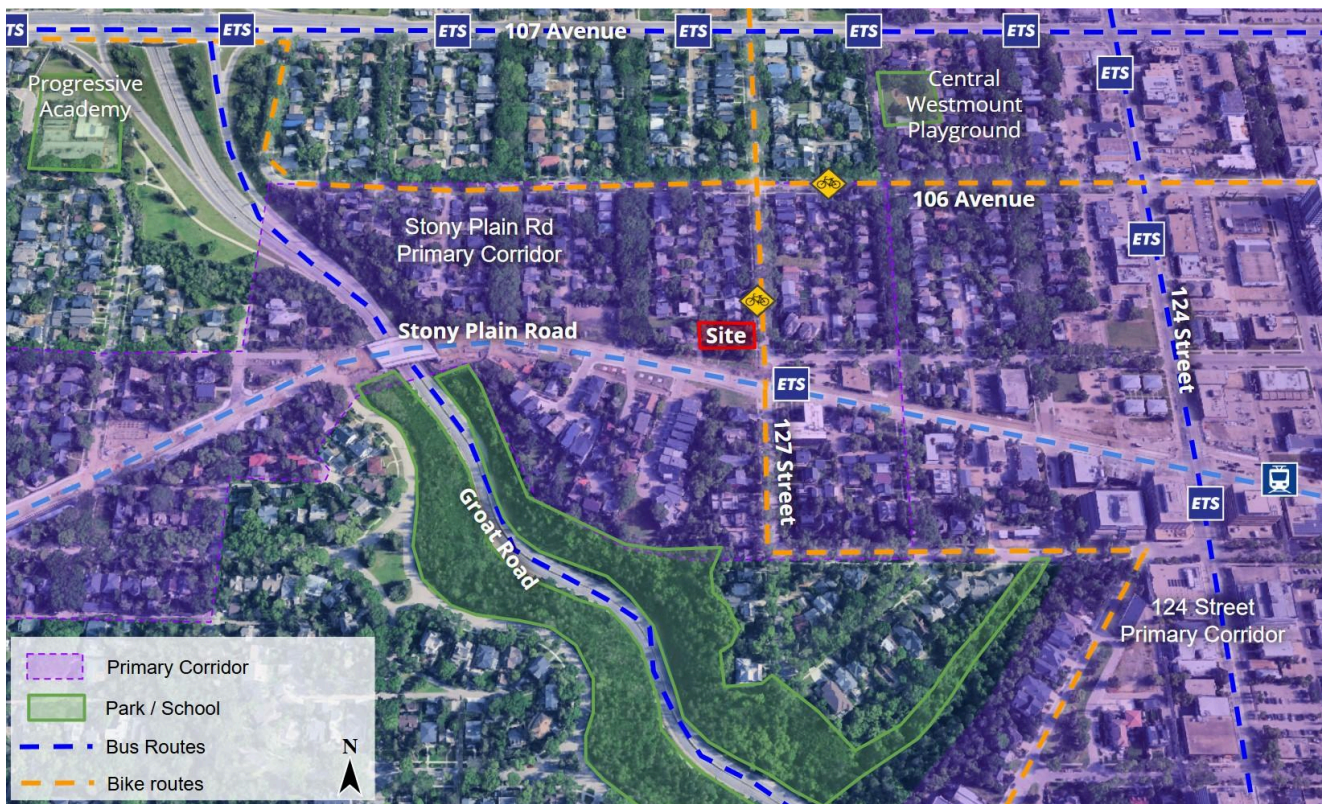 ETS
ETS
ETS
107 Avenue
ETS
ETS
ETS
ETS
Progressive
Academy
Central
Westmount
Playground
106 Avenue
Stony Plain Rd
Primary Corridor
ETS
124 Street
Stony Plain Road
Site
ETS
127 Street
Groat Road
ETS
124 Street
Primary Corridor
Primary Corridor
Park / School
Bus Routes
Bike routes
N